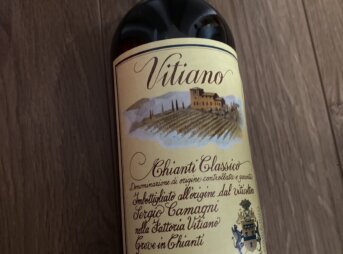 Vitiano
Chianti Classico
Denominazione di origine controllata e garantita
Imbottigliato all'origine dal viticoltore
Sergio Camagni
nella Fattoria Vitiano
Greve in Chianti